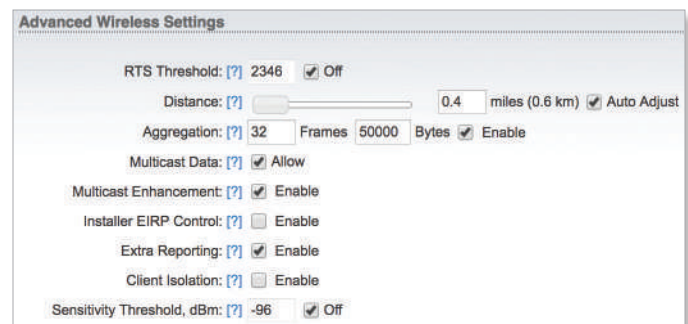 Advanced Wireless Settings
RTS Threshold: [?] 2346 Off
Distance: [?] 0.4 miles (0.6 km) Auto Adjust
Aggregation: [?] 32 Frames 50000 Bytes Enable
Multicast Data: [?] Allow
Multicast Enhancement: [?] Enable
Installer EIRP Control: [?] Enable
Extra Reporting: [?] Enable
Client Isolation: [?] Enable
Sensitivity Threshold, dBm: [?] -96 Off